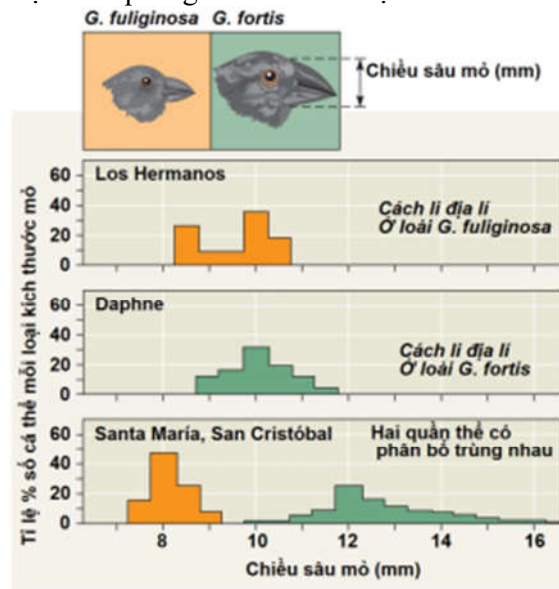 G. fuliginosa G. fortis
Chiều sâu mỏ (mm)
Tỉ lệ % số cá thể mỗi loại kích thước mỏ
Los Hermanos
Cách li địa lí
Ở loài G. fuliginosa
60
40
20
0
Daphne
Cách li địa lí
Ở loài G. fortis
60
40
20
0
Santa María, San Cristóbal
Hai quần thể có
phân bố trùng nhau
60
40
20
0
8 10 12 14 16
Chiều sâu mỏ (mm)